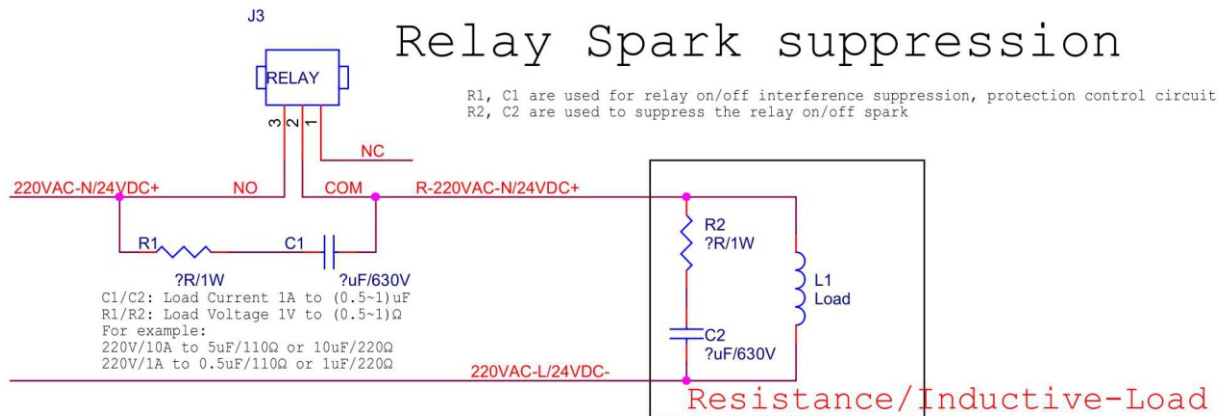 J3
Relay Spark suppression
RELAY
R1, C1 are used for relay on/off interference suppression, protection control circuit
R2, C2 are used to suppress the relay on/off spark
3 2 1
NC
220VAC-N/24VDC+ NO COM R-220VAC-N/24VDC+
R1 C1
?R/1W ?uF/630V
R2
?R/1W
L1
Load
C2
?uF/630V
C1/C2: Load Current 1A to (0.5~1)uF
R1/R2: Load Voltage 1V to (0.5~1)Ω
For example:
220V/10A to 5uF/110Ω or 10uF/220Ω
220V/1A to 0.5uF/110Ω or 1uF/220Ω
220VAC-L/24VDC-
Resistance/Inductive-Load